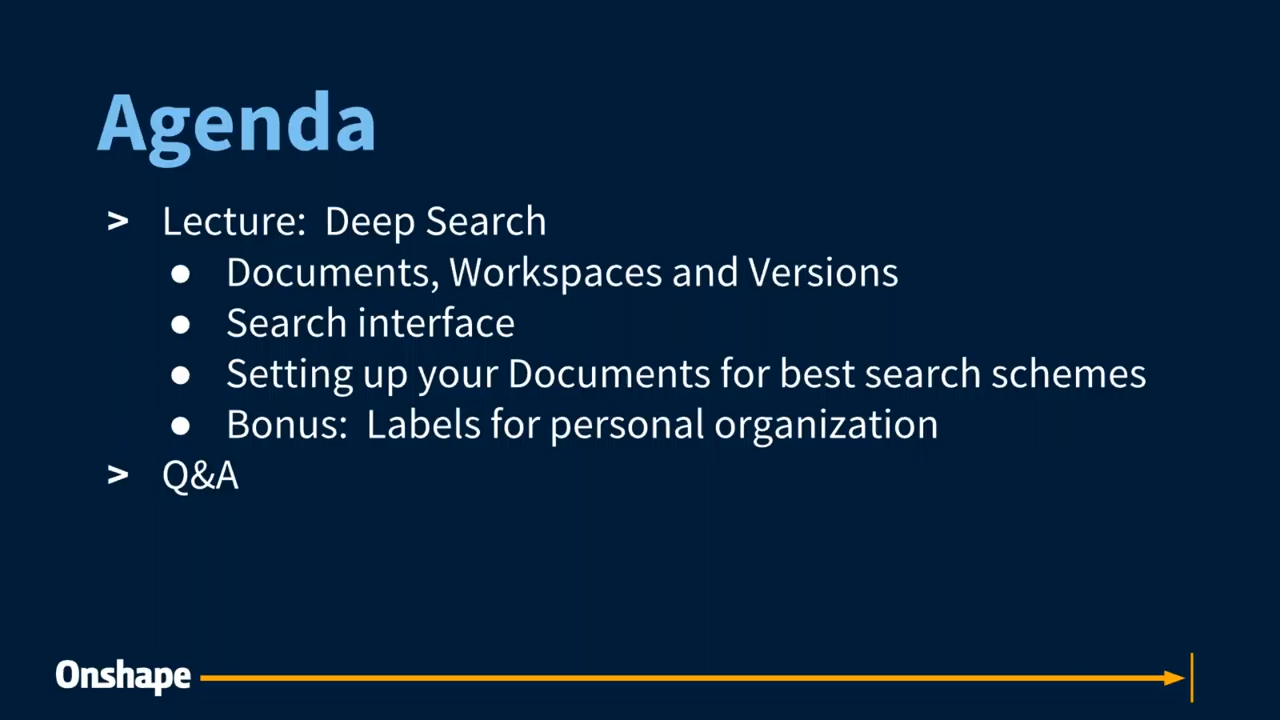 Agenda
> Lecture: Deep Search
● Documents, Workspaces and Versions
● Search interface
● Setting up your Documents for best search schemes
● Bonus: Labels for personal organization
> Q&A
Onshape